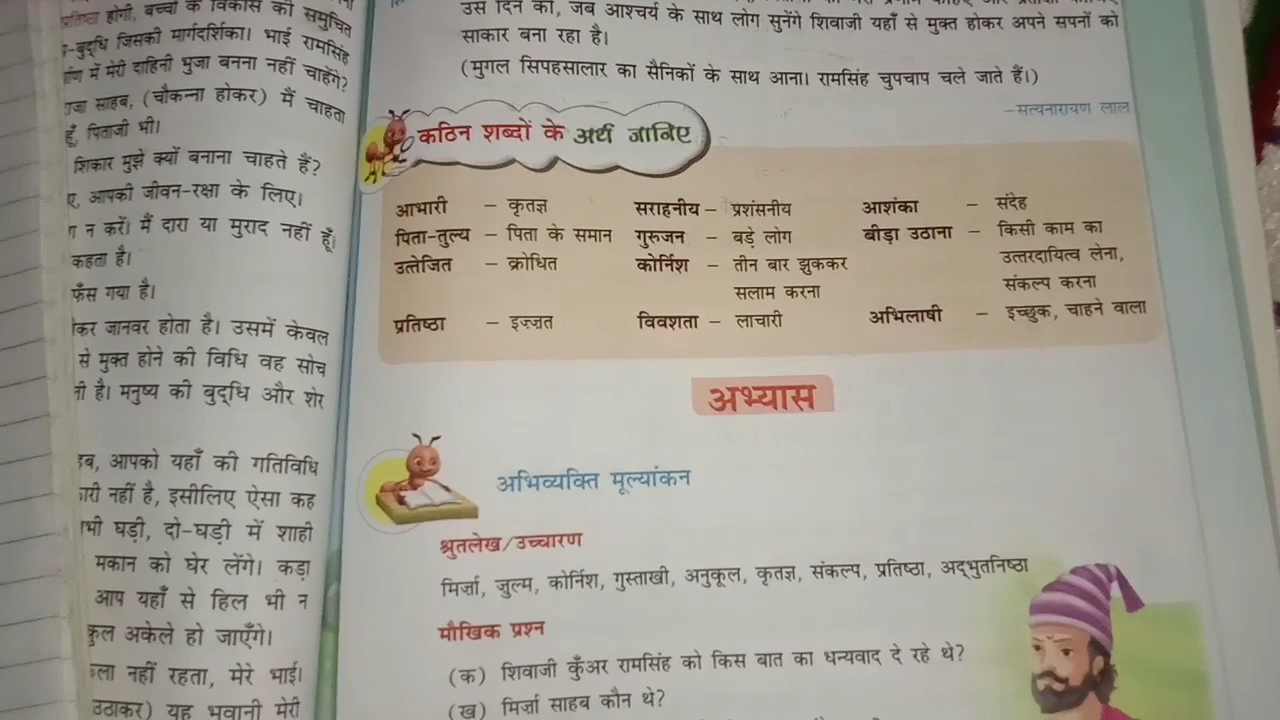 प्रतिष्ठा होगी, बच्चों के विकास की समुचित
बुद्धि जिसकी मार्गदर्शिका। भाई रामसिंह
में मेरी दाहिनी भुजा बनना नहीं चाहेंगे?
साहब, (चौकन्ना होकर) मैं चाहता
हूँ, पिताजी भी।
शिकार मुझे क्यों बनाना चाहते हैं?
आपकी जीवन-रक्षा के लिए।
न करें। मैं दारा या मुराद नहीं हूँ।
कहता है।
फँस गया है।
जानवर होता है। उसमें केवल
से मुक्त होने की विधि वह सोच
है। मनुष्य की बुद्धि और शेर
आपको यहाँ की गतिविधि
नहीं है, इसीलिए ऐसा कह
घड़ी, दो-घड़ी में शाही
मकान को घेर लेंगे। कड़ा
आप यहाँ से हिल भी न
अकेले हो जाएँगे।
नहीं रहता, मेरे भाई।
उठाकर) यह भवानी मेरी
उस दिन की, जब आश्चर्य के साथ लोग सुनेंगे शिवाजी यहाँ से मुक्त होकर अपने सपनों को
साकार बना रहा है।
(मुगल सिपहसालार का सैनिकों के साथ आना। रामसिंह चुपचाप चले जाते हैं।)
–सत्यनारायण लाल
कठिन शब्दों के अर्थ जानिए
आभारी – कृतज्ञ सराहनीय – प्रशंसनीय आशंका – संदेह
पिता-तुल्य – पिता के समान गुरुजन – बड़े लोग बीड़ा उठाना – किसी काम का
उत्तेजित – क्रोधित कोर्निश – तीन बार झुककर उत्तरदायित्व लेना,
सलाम करना संकल्प करना
प्रतिष्ठा – इज्जत विवशता – लाचारी अभिलाषी – इच्छुक, चाहने वाला
अभ्यास
अभिव्यक्ति मूल्यांकन
श्रुतलेख/उच्चारण
मिर्ज़ा, जुल्म, कोर्निश, गुस्ताखी, अनुकूल, कृतज्ञ, संकल्प, प्रतिष्ठा, अद्भुतनिष्ठा
मौखिक प्रश्न
(क) शिवाजी कुँअर रामसिंह को किस बात का धन्यवाद दे रहे थे?
(ख) मिर्ज़ा साहब कौन थे?